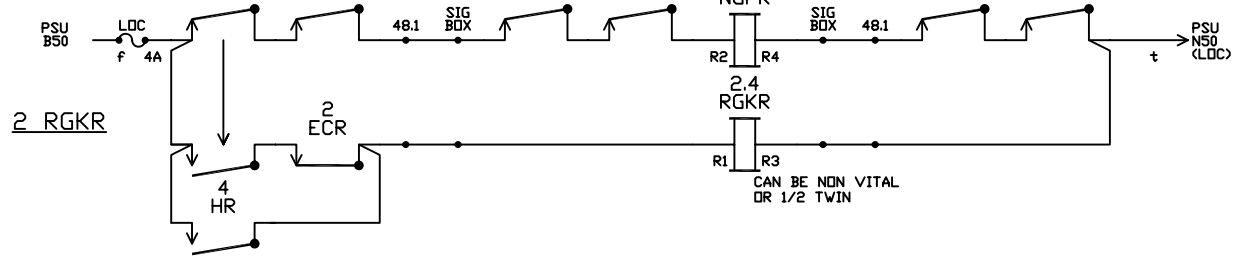 PSU
B50
LOC
f 4A
48.1
SIG
BOX
R2 R4
SIG
BOX
48.1
t
PSU
N50
(LOC)
2 RGKR
2
ECR
2,4
RGKR
R1 R3
CAN BE NON VITAL
OR 1/2 TWIN
4
HR